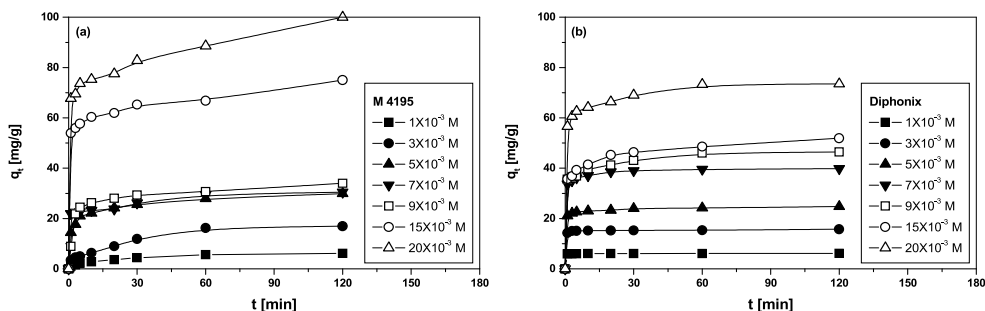 (a)
100
80
60
40
20
0
qt [mg/g]
0 30 60 90 120 150 180
t [min]
M 4195
1X10⁻³ M
3X10⁻³ M
5X10⁻³ M
7X10⁻³ M
9X10⁻³ M
15X10⁻³ M
20X10⁻³ M
(b)
100
80
60
40
20
0
qt [mg/g]
0 30 60 90 120 150 180
t [min]
Diphonix
1X10⁻³ M
3X10⁻³ M
5X10⁻³ M
7X10⁻³ M
9X10⁻³ M
15X10⁻³ M
20X10⁻³ M